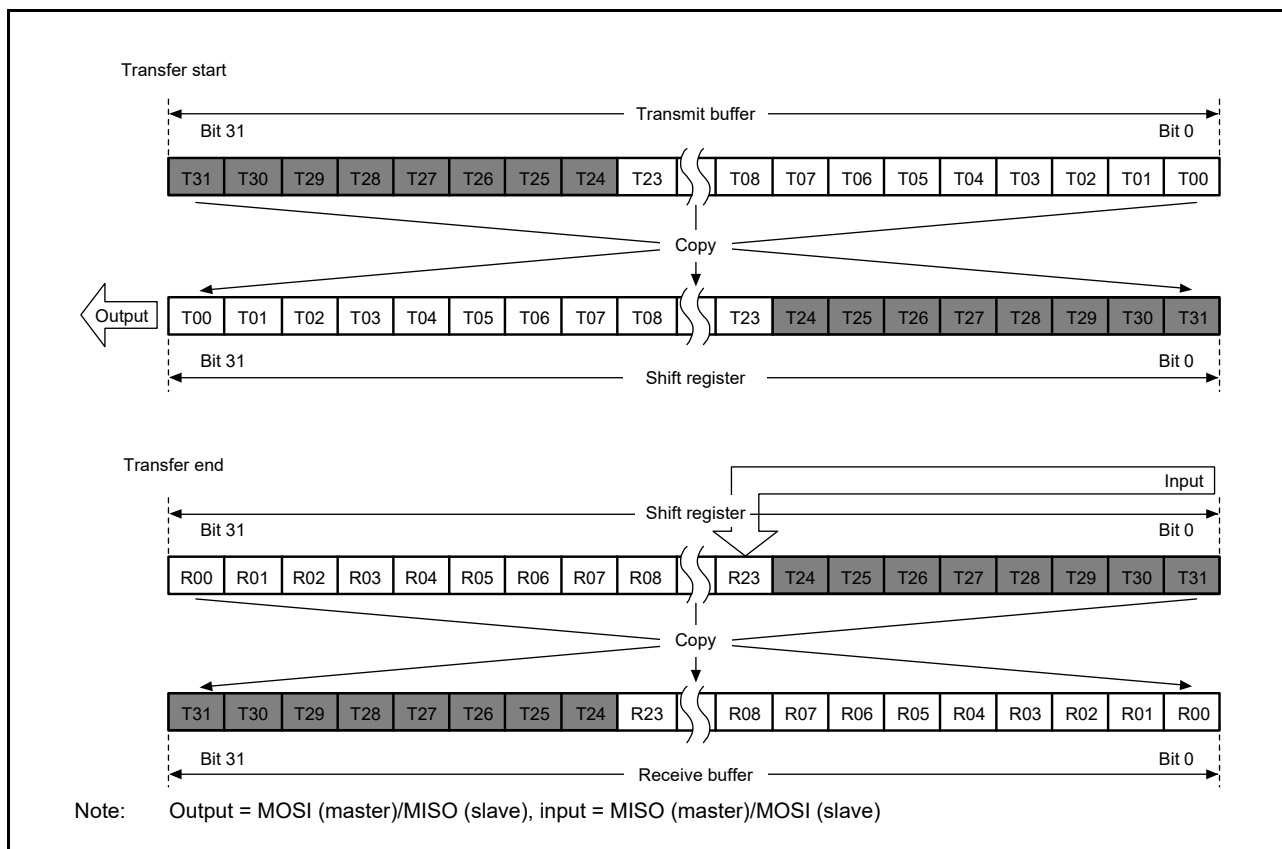 Transfer start
Transmit buffer
Bit 31 Bit 0
T31 T30 T29 T28 T27 T26 T25 T24 T23 T08 T07 T06 T05 T04 T03 T02 T01 T00
Copy
Output T00 T01 T02 T03 T04 T05 T06 T07 T08 T23 T24 T25 T26 T27 T28 T29 T30 T31
Bit 31 Bit 0
Shift register
Transfer end
Input
Shift register
Bit 31 Bit 0
R00 R01 R02 R03 R04 R05 R06 R07 R08 R23 T24 T25 T26 T27 T28 T29 T30 T31
Copy
T31 T30 T29 T28 T27 T26 T25 T24 R23 R08 R07 R06 R05 R04 R03 R02 R01 R00
Bit 31 Bit 0
Receive buffer
Note: Output = MOSI (master)/MISO (slave), input = MISO (master)/MOSI (slave)